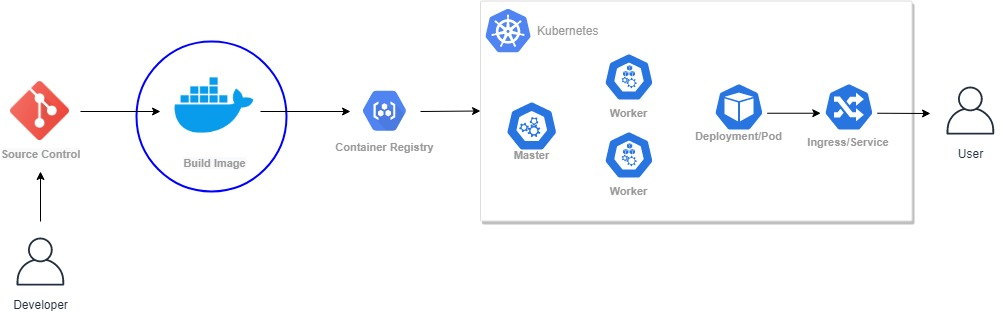 Kubernetes
Worker
Source Control
Build Image
Container Registry
Master
Worker
Deployment/Pod
Ingress/Service
User
Developer